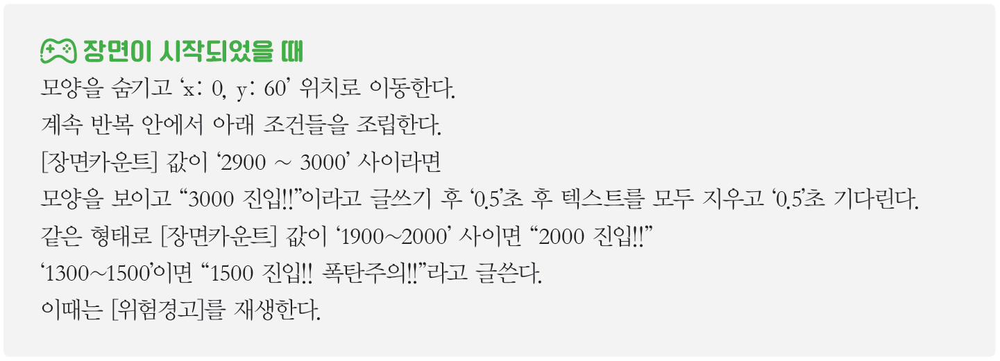 장면이 시작되었을 때
모양을 숨기고 ‘x: 0, y: 60’ 위치로 이동한다.
계속 반복 안에서 아래 조건들을 조립한다.
[장면카운트] 값이 ‘2900 ~ 3000’ 사이라면
모양을 보이고 “3000 진입!!”이라고 글쓰기 후 ‘0.5’초 후 텍스트를 모두 지우고 ‘0.5’초 기다린다.
같은 형태로 [장면카운트] 값이 ‘1900~2000’ 사이면 “2000 진입!!”
‘1300~1500’이면 “1500 진입!! 폭탄주의!!”라고 글쓴다.
이때는 [위험경고]를 재생한다.